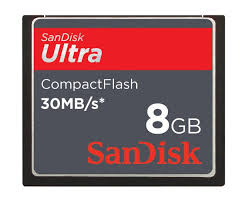 SanDisk
Ultra
CompactFlash
30MB/s*
8GB
SanDisk